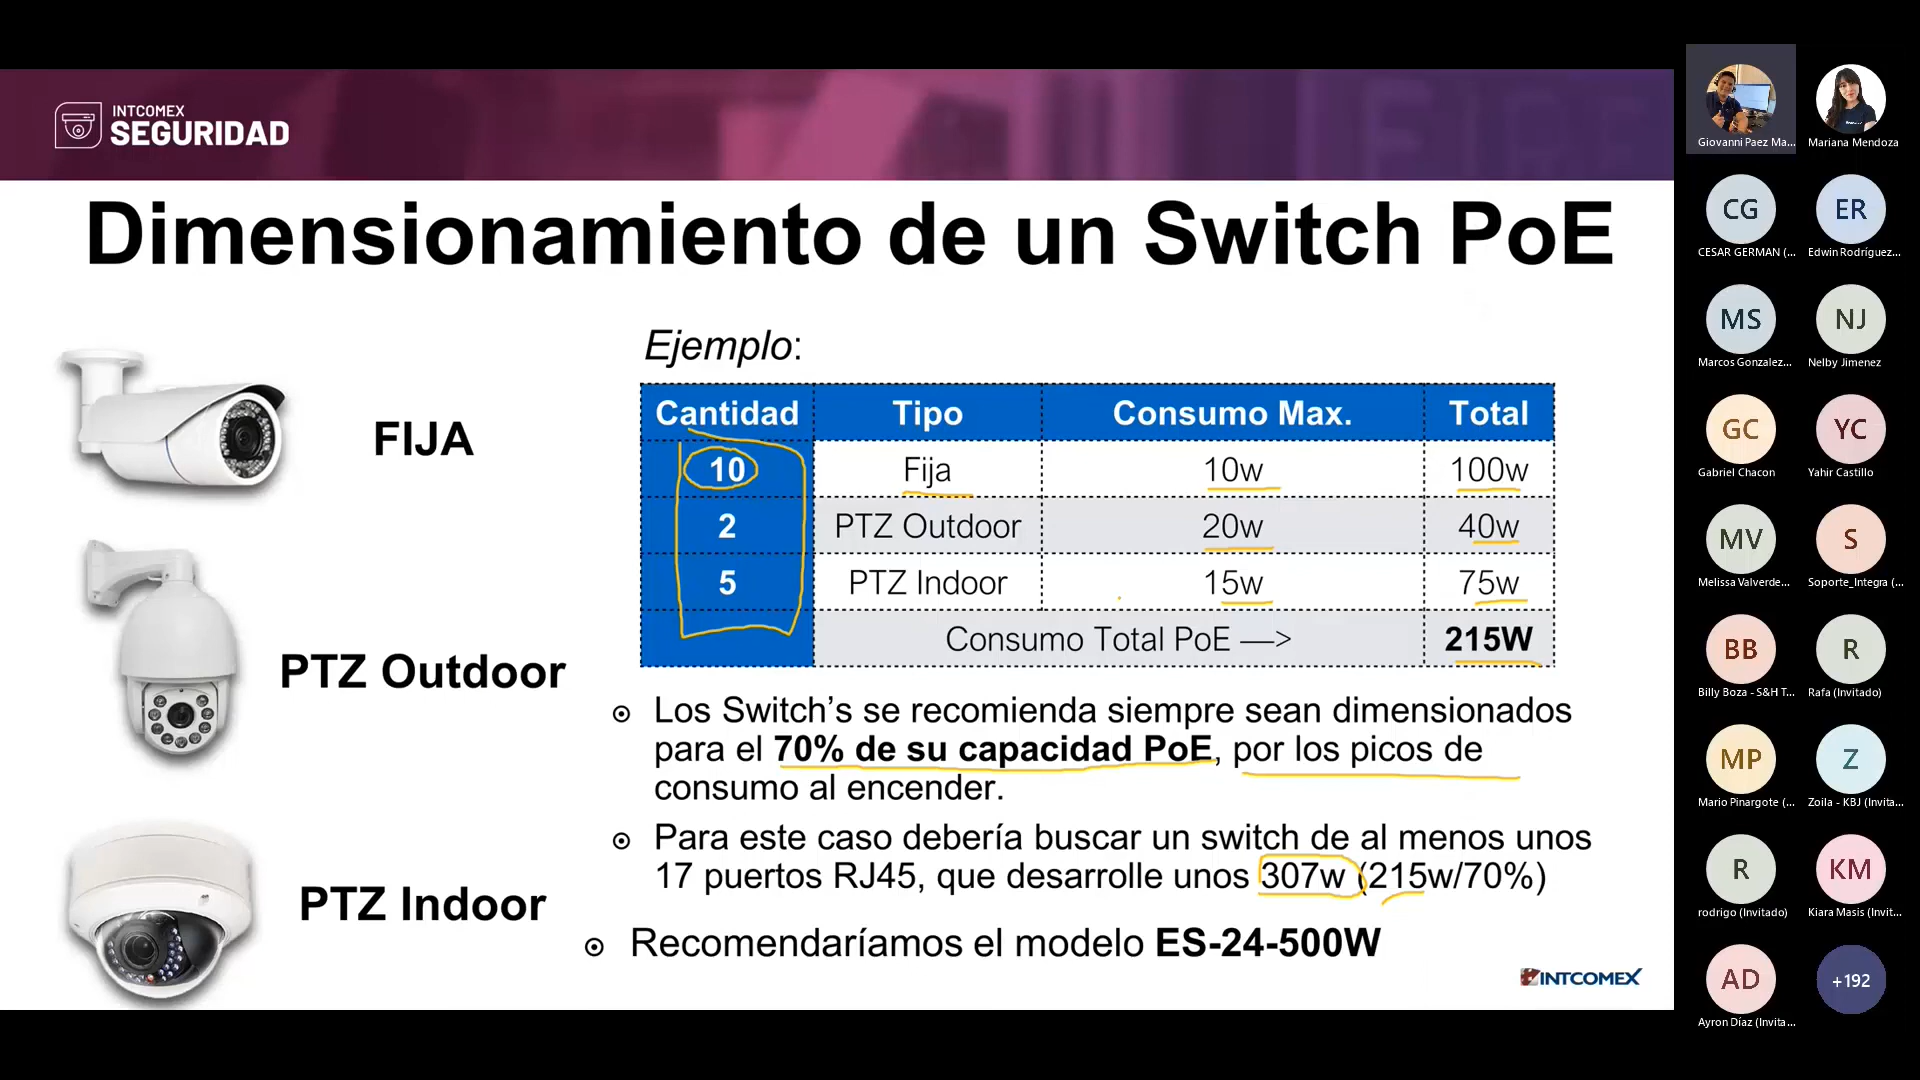 INTCOMEX
SEGURIDAD
Dimensionamiento de un Switch PoE
FIJA
PTZ Outdoor
PTZ Indoor
Ejemplo:
Cantidad Tipo Consumo Max. Total
10 Fija 10w 100w
2 PTZ Outdoor 20w 40w
5 PTZ Indoor 15w 75w
Consumo Total PoE —> 215W
Los Switch’s se recomienda siempre sean dimensionados
para el 70% de su capacidad PoE, por los picos de
consumo al encender.
Para este caso debería buscar un switch de al menos unos
17 puertos RJ45, que desarrolle unos 307w (215w/70%)
Recomendaríamos el modelo ES-24-500W
INTCOMEX
Giovanni Paez Ma... Mariana Mendoza
CG ER
CESAR GERMAN (... Edwin Rodríguez...
MS NJ
Marcos Gonzalez... Nelby Jimenez
GC YC
Gabriel Chacon Yahir Castillo
MV S
Melissa Valverde... Soporte_Integra (...
BB R
Billy Boza - S&H T... Rafa (Invitado)
MP Z
Mario Pinargote (... Zoila - KBJ (Invita...
R KM
rodrigo (Invitado) Kiara Masis (Invit...
AD +192
Ayron Díaz (Invita...